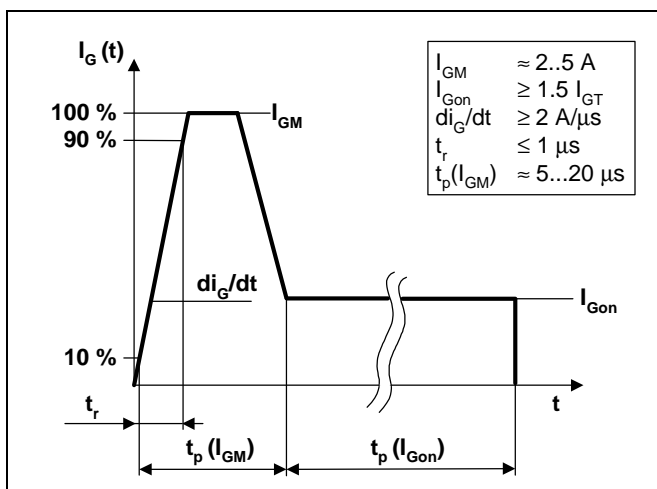 I_G (t)
I_GM ≈ 2..5 A
I_Gon ≥ 1.5 I_GT
di_G/dt ≥ 2 A/μs
t_r ≤ 1 μs
t_p(I_GM) ≈ 5...20 μs
100 %
I_GM
90 %
di_G/dt
I_Gon
10 %
t
t_r
t_p (I_GM)
t_p (I_Gon)